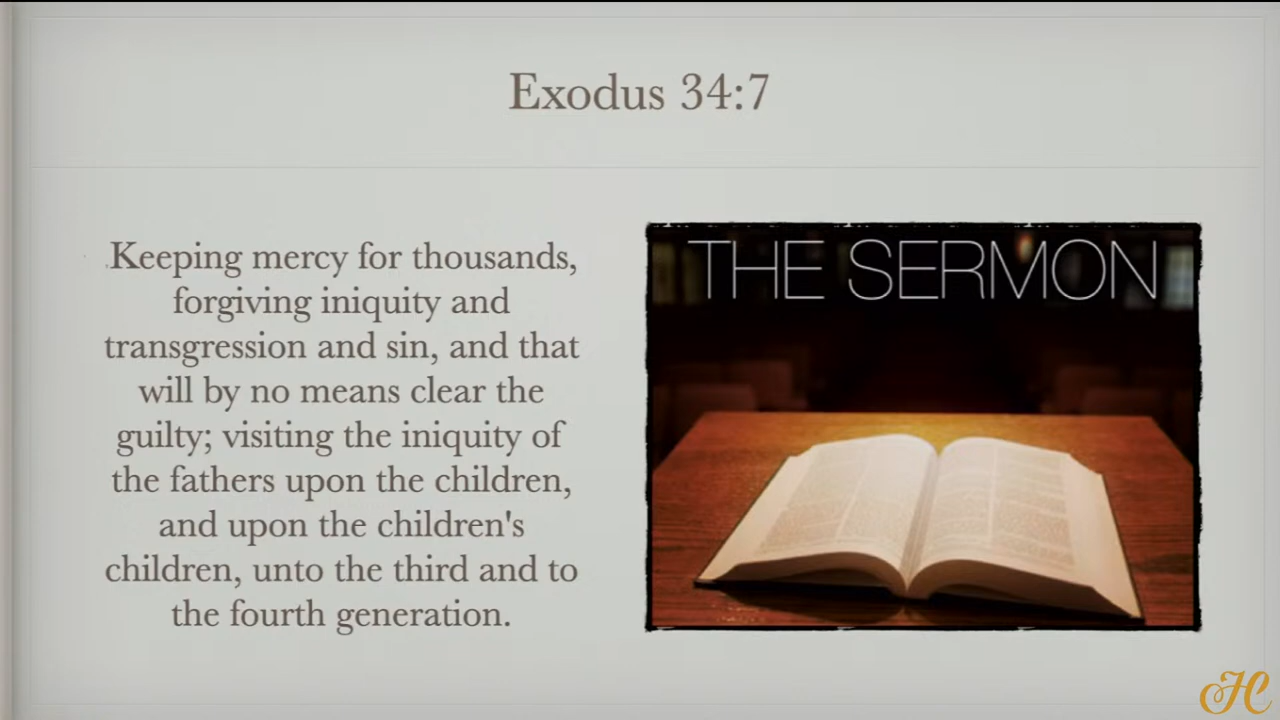 Exodus 34:7
Keeping mercy for thousands,
forgiving iniquity and
transgression and sin, and that
will by no means clear the
guilty; visiting the iniquity of
the fathers upon the children,
and upon the children's
children, unto the third and to
the fourth generation.
THE SERMON